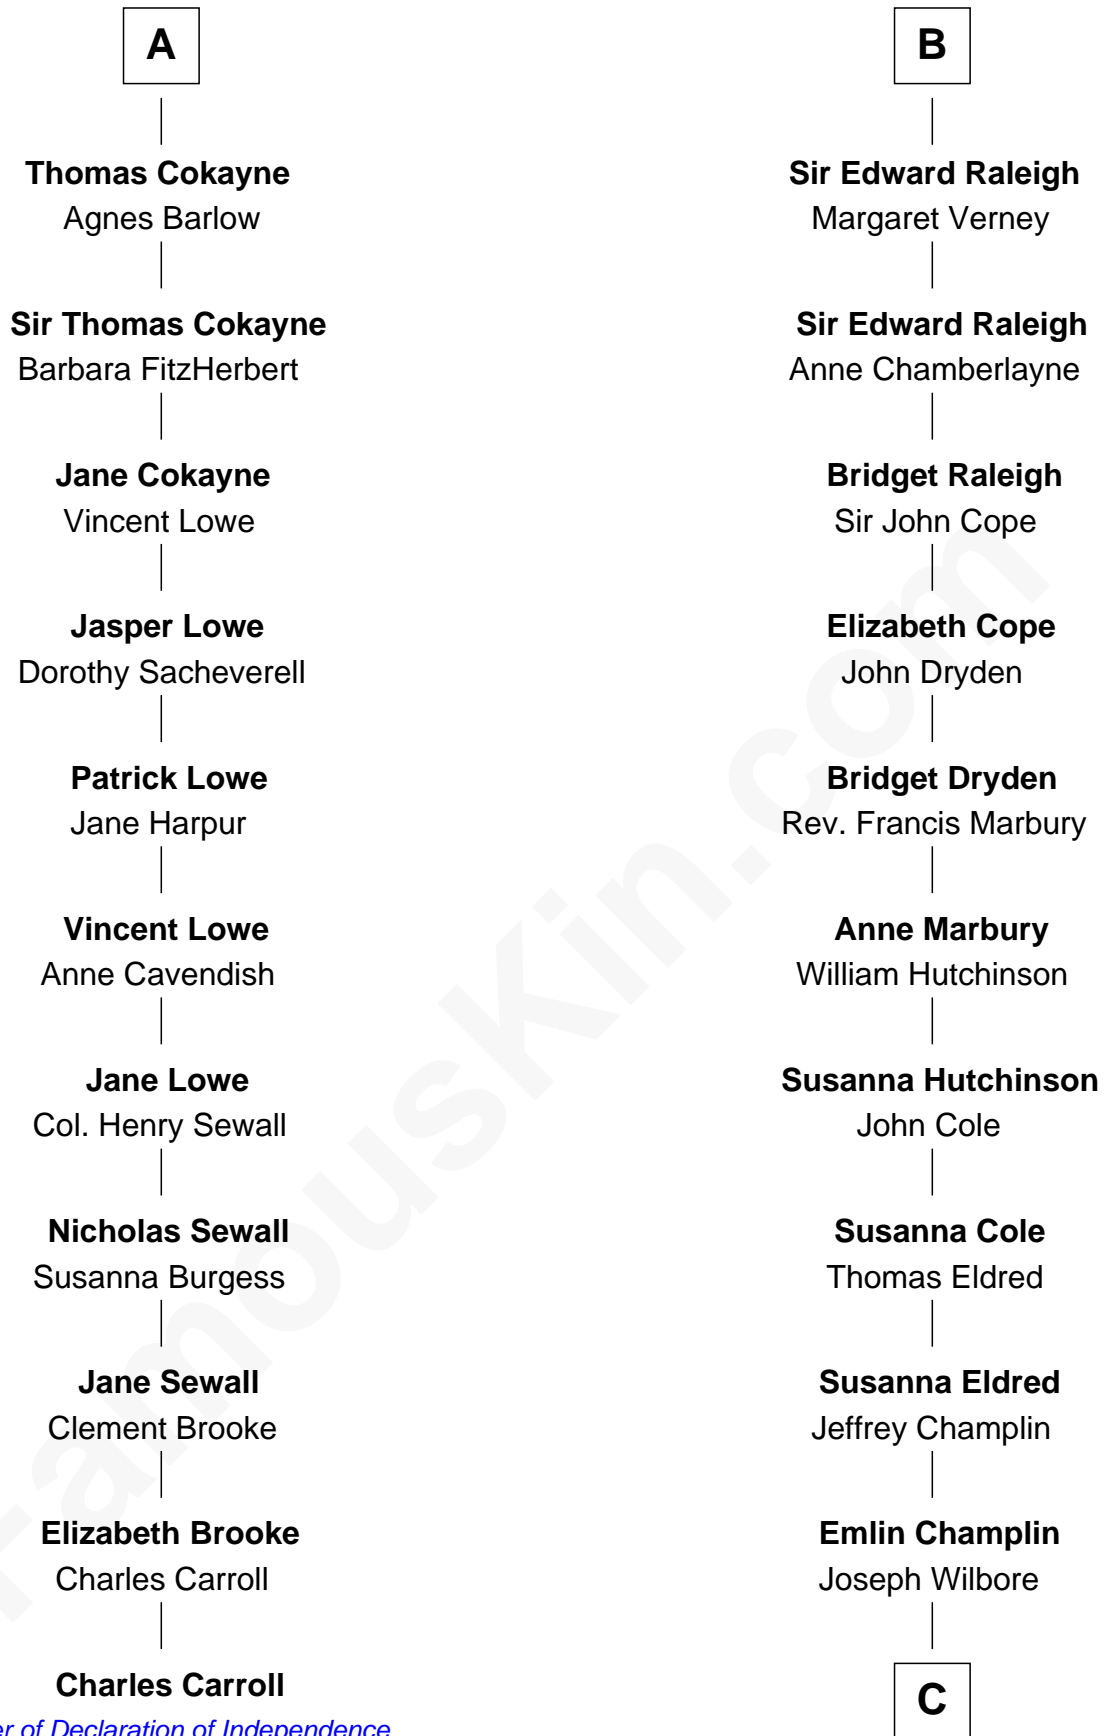 A
Thomas Cokayne
Agnes Barlow
Sir Thomas Cokayne
Barbara FitzHerbert
Jane Cokayne
Vincent Lowe
Jasper Lowe
Dorothy Sacheverell
Patrick Lowe
Jane Harpur
Vincent Lowe
Anne Cavendish
Jane Lowe
Col. Henry Sewall
Nicholas Sewall
Susanna Burgess
Jane Sewall
Clement Brooke
Elizabeth Brooke
Charles Carroll
Charles Carroll
of Declaration of Independence
B
Sir Edward Raleigh
Margaret Verney
Sir Edward Raleigh
Anne Chamberlayne
Bridget Raleigh
Sir John Cope
Elizabeth Cope
John Dryden
Bridget Dryden
Rev. Francis Marbury
Anne Marbury
William Hutchinson
Susanna Hutchinson
John Cole
Susanna Cole
Thomas Eldred
Susanna Eldred
Jeffrey Champlin
Emlin Champlin
Joseph Wilbore
C
FamousKin.com